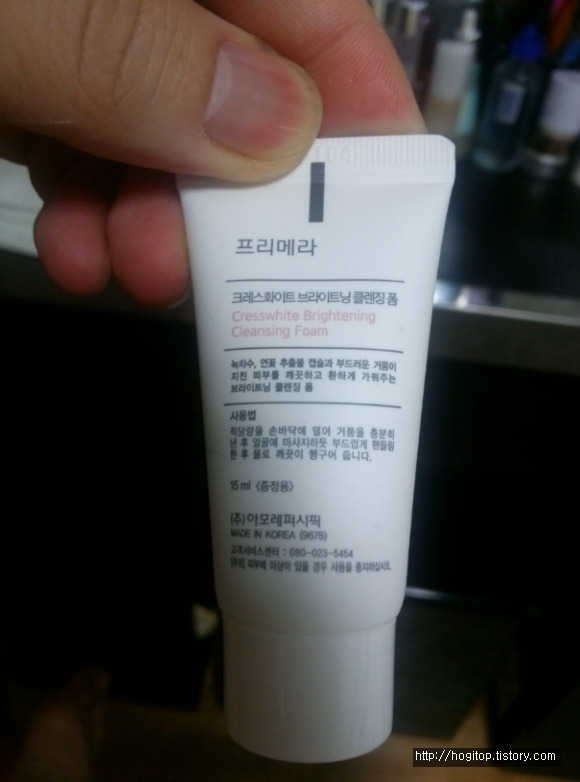 프리메라
크레스화이트 브라이트닝 클렌징 폼
Cresswhite Brightening
Cleansing Foam
녹차수, 연꽃 추출물 캡슐과 부드러운 거품이
지친 피부를 깨끗하고 환하게 가꿔주는
브라이트닝 클렌징 폼
사용법
적당량을 손바닥에 덜어 거품을 충분히
낸 후 얼굴에 마사지하듯 부드럽게 핸들링
한 후 물로 깨끗이 헹구어 줍니다.
15 ml 〈증정용〉
(주)아모레퍼시픽
MADE IN KOREA (9678)
고객서비스센터 : 080-023-5454
[주의] 피부에 이상이 있을 경우 사용을 중지하십시오.
http://hogitop.tistory.com